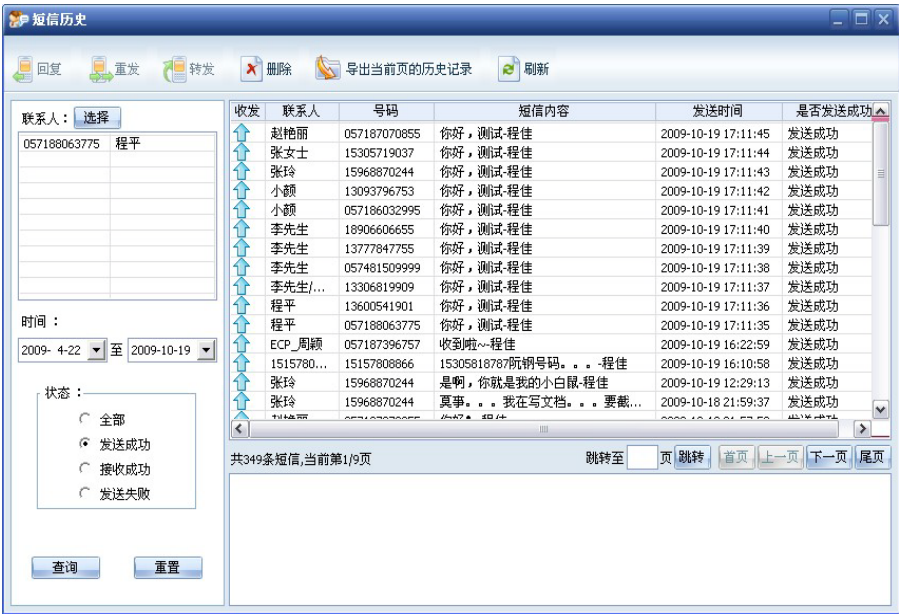 短信历史
回复 重发 转发 删除 导出当前页的历史记录 刷新
联系人： 选择
057188063775 程平
时间：
2009- 4-22 至 2009-10-19
状态：
全部
发送成功
接收成功
发送失败
查询 重置
收发 联系人 号码 短信内容 发送时间 是否发送成功
赵艳丽 057187070855 你好，测试-程佳 2009-10-19 17:11:45 发送成功
张女士 15305719037 你好，测试-程佳 2009-10-19 17:11:44 发送成功
张玲 15968870244 你好，测试-程佳 2009-10-19 17:11:43 发送成功
小颜 13093796753 你好，测试-程佳 2009-10-19 17:11:42 发送成功
小颜 057186032995 你好，测试-程佳 2009-10-19 17:11:41 发送成功
李先生 18906606655 你好，测试-程佳 2009-10-19 17:11:40 发送成功
李先生 13777847755 你好，测试-程佳 2009-10-19 17:11:39 发送成功
李先生 057481509999 你好，测试-程佳 2009-10-19 17:11:38 发送成功
李先生/... 13306819909 你好，测试-程佳 2009-10-19 17:11:37 发送成功
程平 13600541901 你好，测试-程佳 2009-10-19 17:11:36 发送成功
程平 057188063775 你好，测试-程佳 2009-10-19 17:11:35 发送成功
ECP_周颖 057187396757 收到啦~-程佳 2009-10-19 16:22:59 发送成功
1515780... 15157808866 15305818787阮钢号码。。。-程佳 2009-10-19 16:10:58 发送成功
张玲 15968870244 是啊，你就是我的小白鼠-程佳 2009-10-19 12:29:13 发送成功
张玲 15968870244 莫事。。。我在写文档。。。要截... 2009-10-18 21:59:37 发送成功
共349条短信,当前第1/9页 跳转至 页 跳转 首页 上一页 下一页 尾页